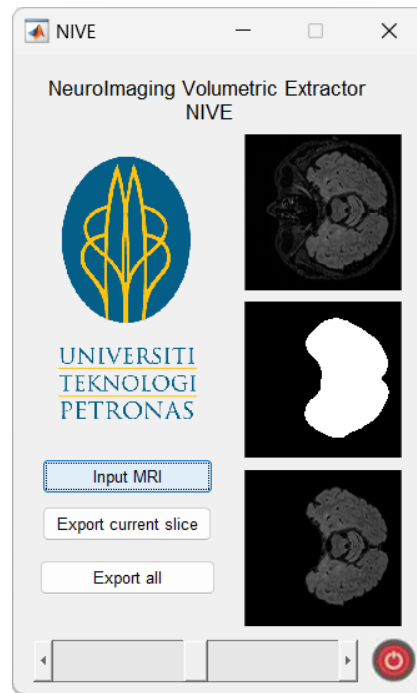 NIVE
NeuroImaging Volumetric Extractor
NIVE
UNIVERSITI
TEKNOLOGI
PETRONAS
Input MRI
Export current slice
Export all